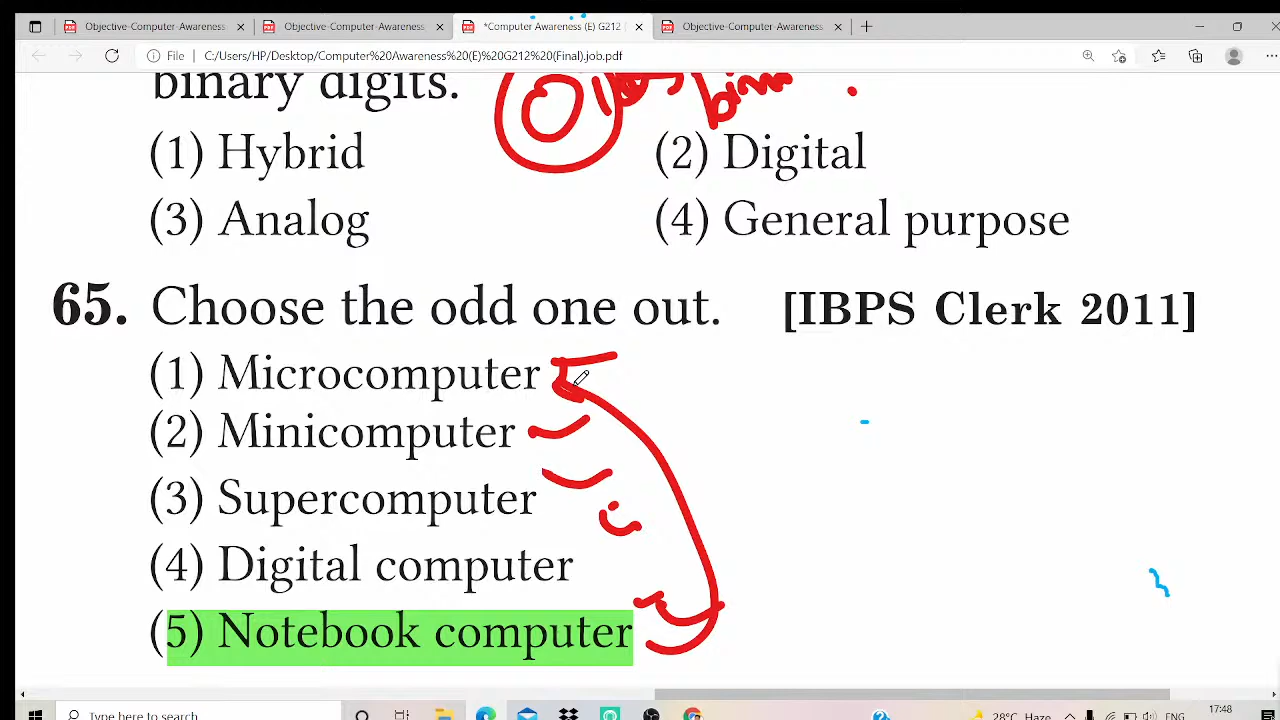 Objective-Computer-Awareness
Objective-Computer-Awareness
*Computer Awareness (E) G212
Objective-Computer-Awareness
File
C:/Users/HP/Desktop/Computer%20Awareness%20(E)%20G212%20(Final).job.pdf
binary digits.
(1) Hybrid (2) Digital
(3) Analog (4) General purpose
65. Choose the odd one out. [IBPS Clerk 2011]
(1) Microcomputer
(2) Minicomputer
(3) Supercomputer
(4) Digital computer
(5) Notebook computer
Type here to search
28°C Haze
17:48